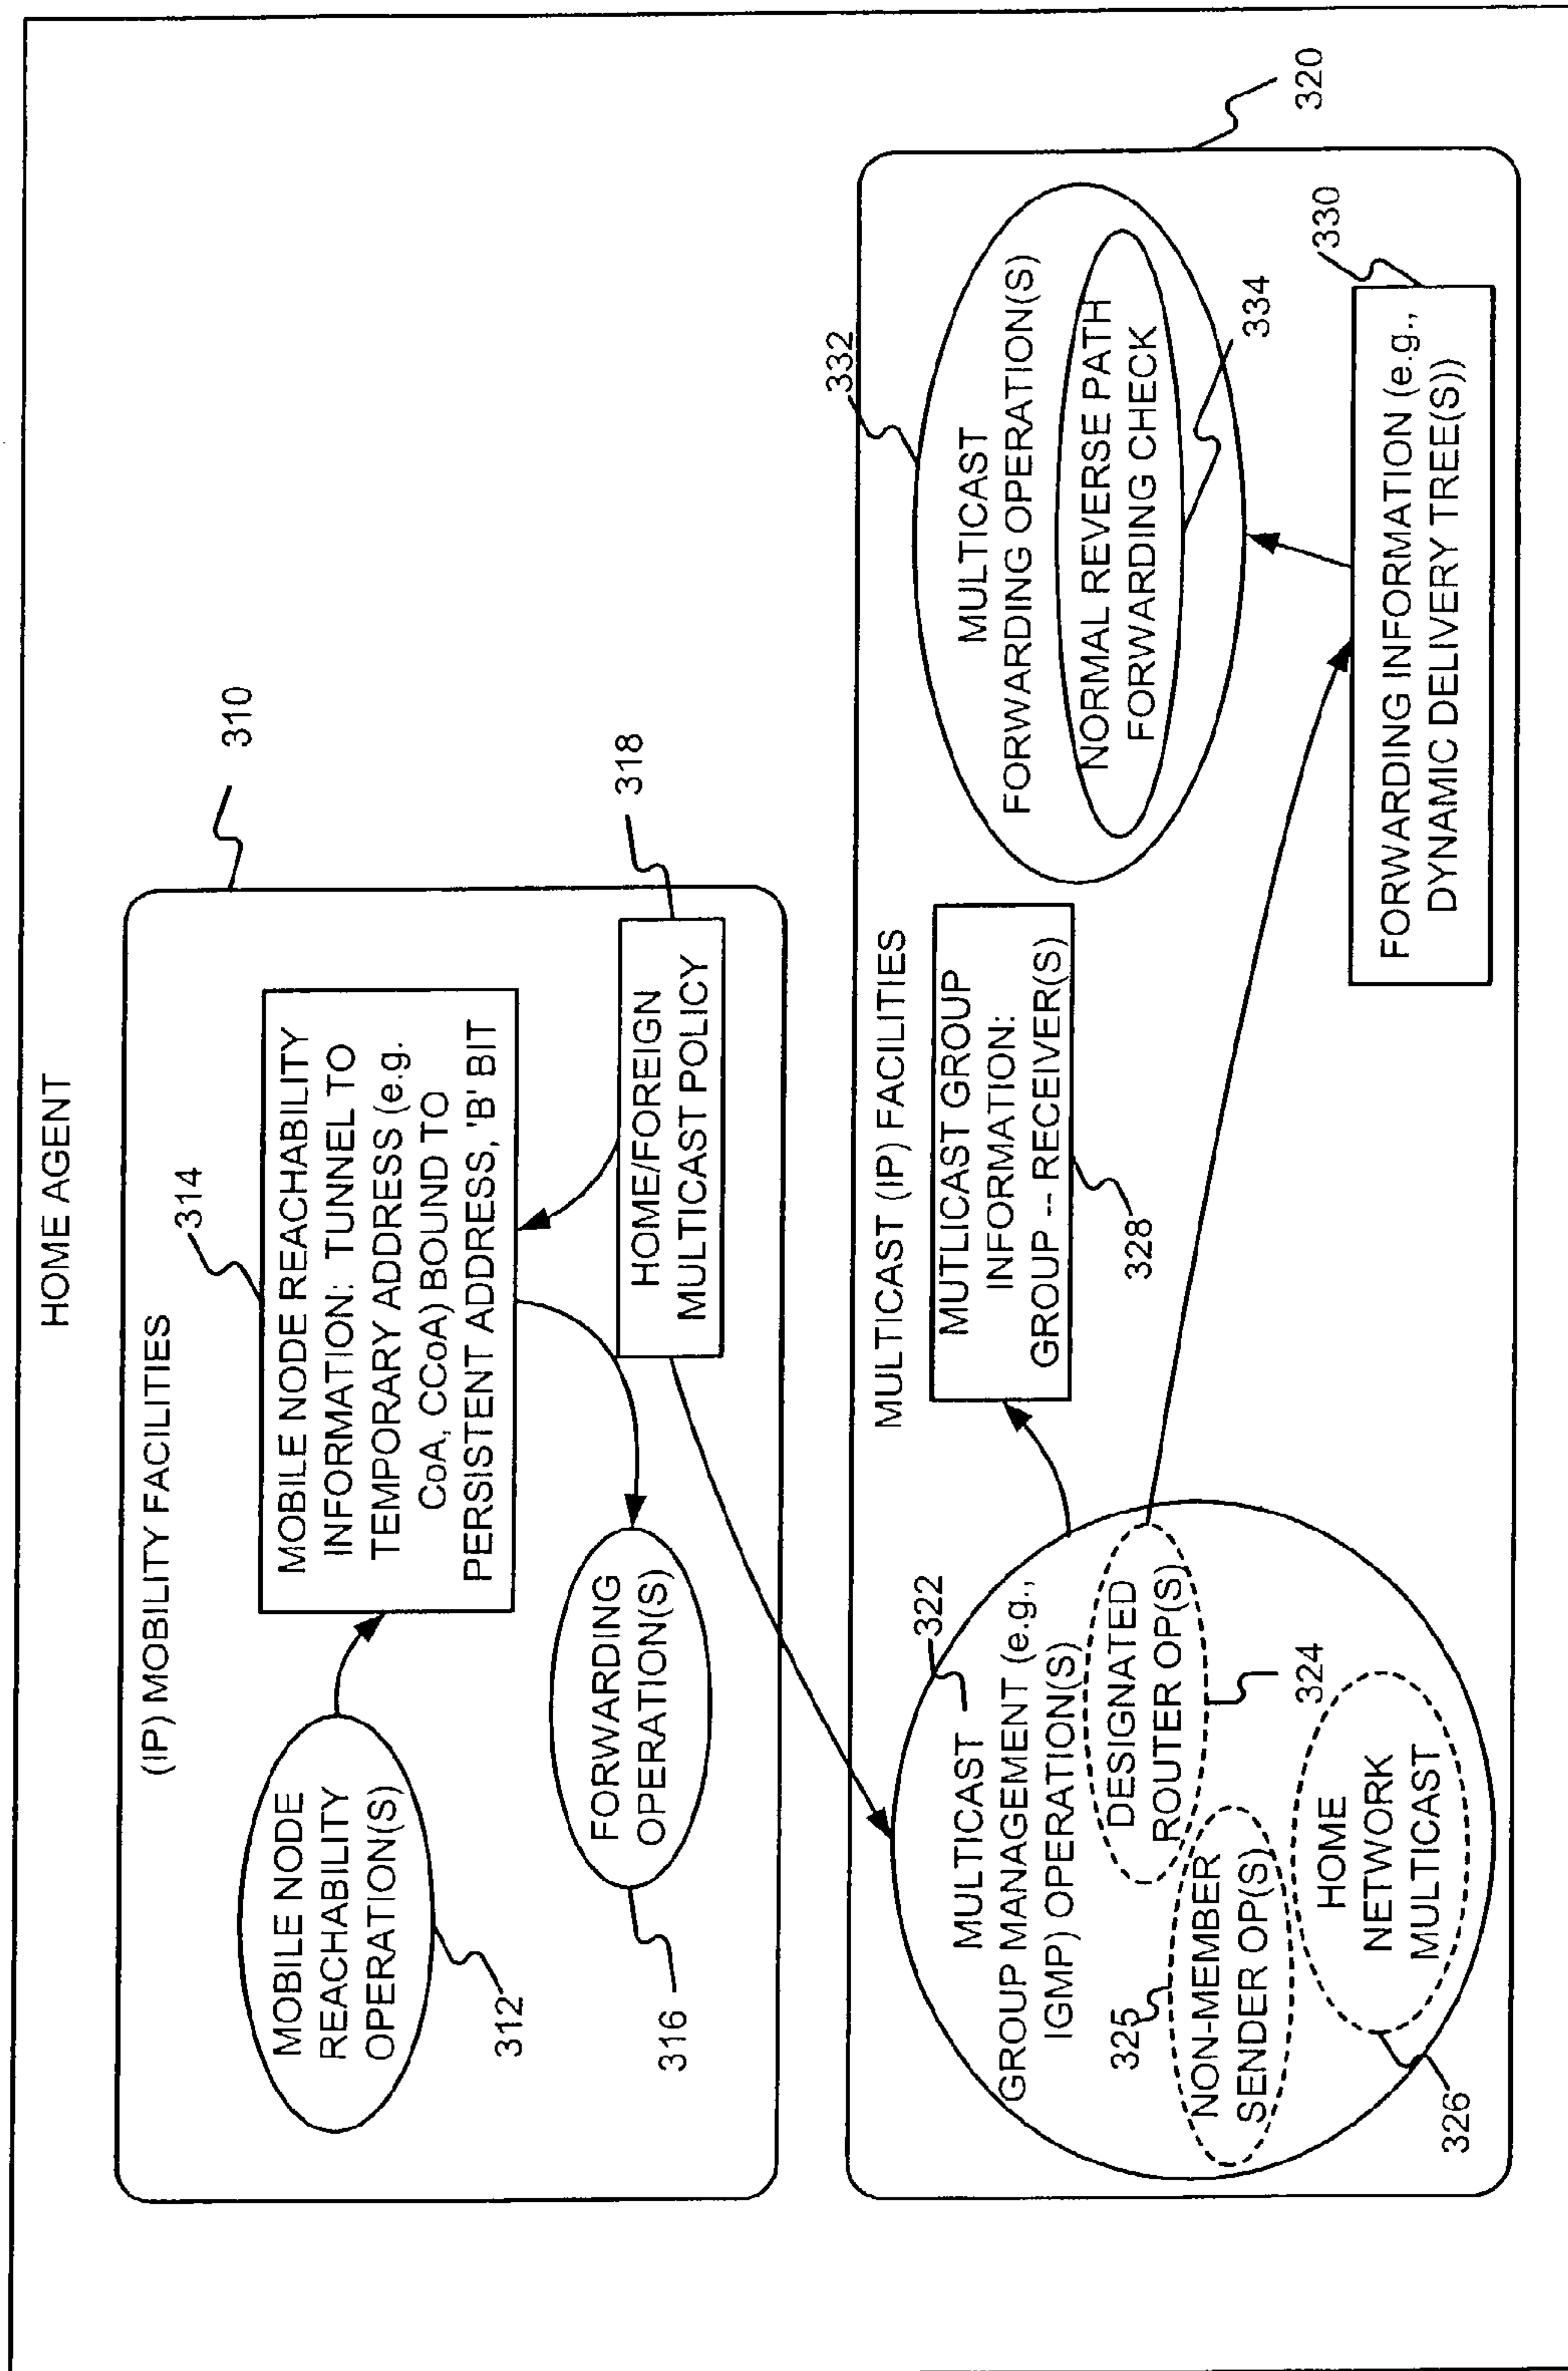 HOME AGENT
(IP) MOBILITY FACILITIES
310
MOBILE NODE
REACHABILITY
OPERATION(S)
312
314
MOBILE NODE REACHABILITY
INFORMATION: TUNNEL TO
TEMPORARY ADDRESS (e.g.
CoA, CCoA) BOUND TO
PERSISTENT ADDRESS, 'B' BIT
FORWARDING
OPERATION(S)
316
HOME/FOREIGN
MULTICAST POLICY
318
MULTICAST (IP) FACILITIES
320
322
MULTICAST
GROUP MANAGEMENT (e.g.,
IGMP) OPERATION(S)
DESIGNATED
ROUTER OP(S)
324
325
NON-MEMBER
SENDER OP(S)
HOME
NETWORK
MULTICAST
326
MUTLICAST GROUP
INFORMATION:
GROUP -- RECEIVER(S)
328
332
MULTICAST
FORWARDING OPERATION(S)
NORMAL REVERSE PATH
FORWARDING CHECK
334
330
FORWARDING INFORMATION (e.g.,
DYNAMIC DELIVERY TREE(S))